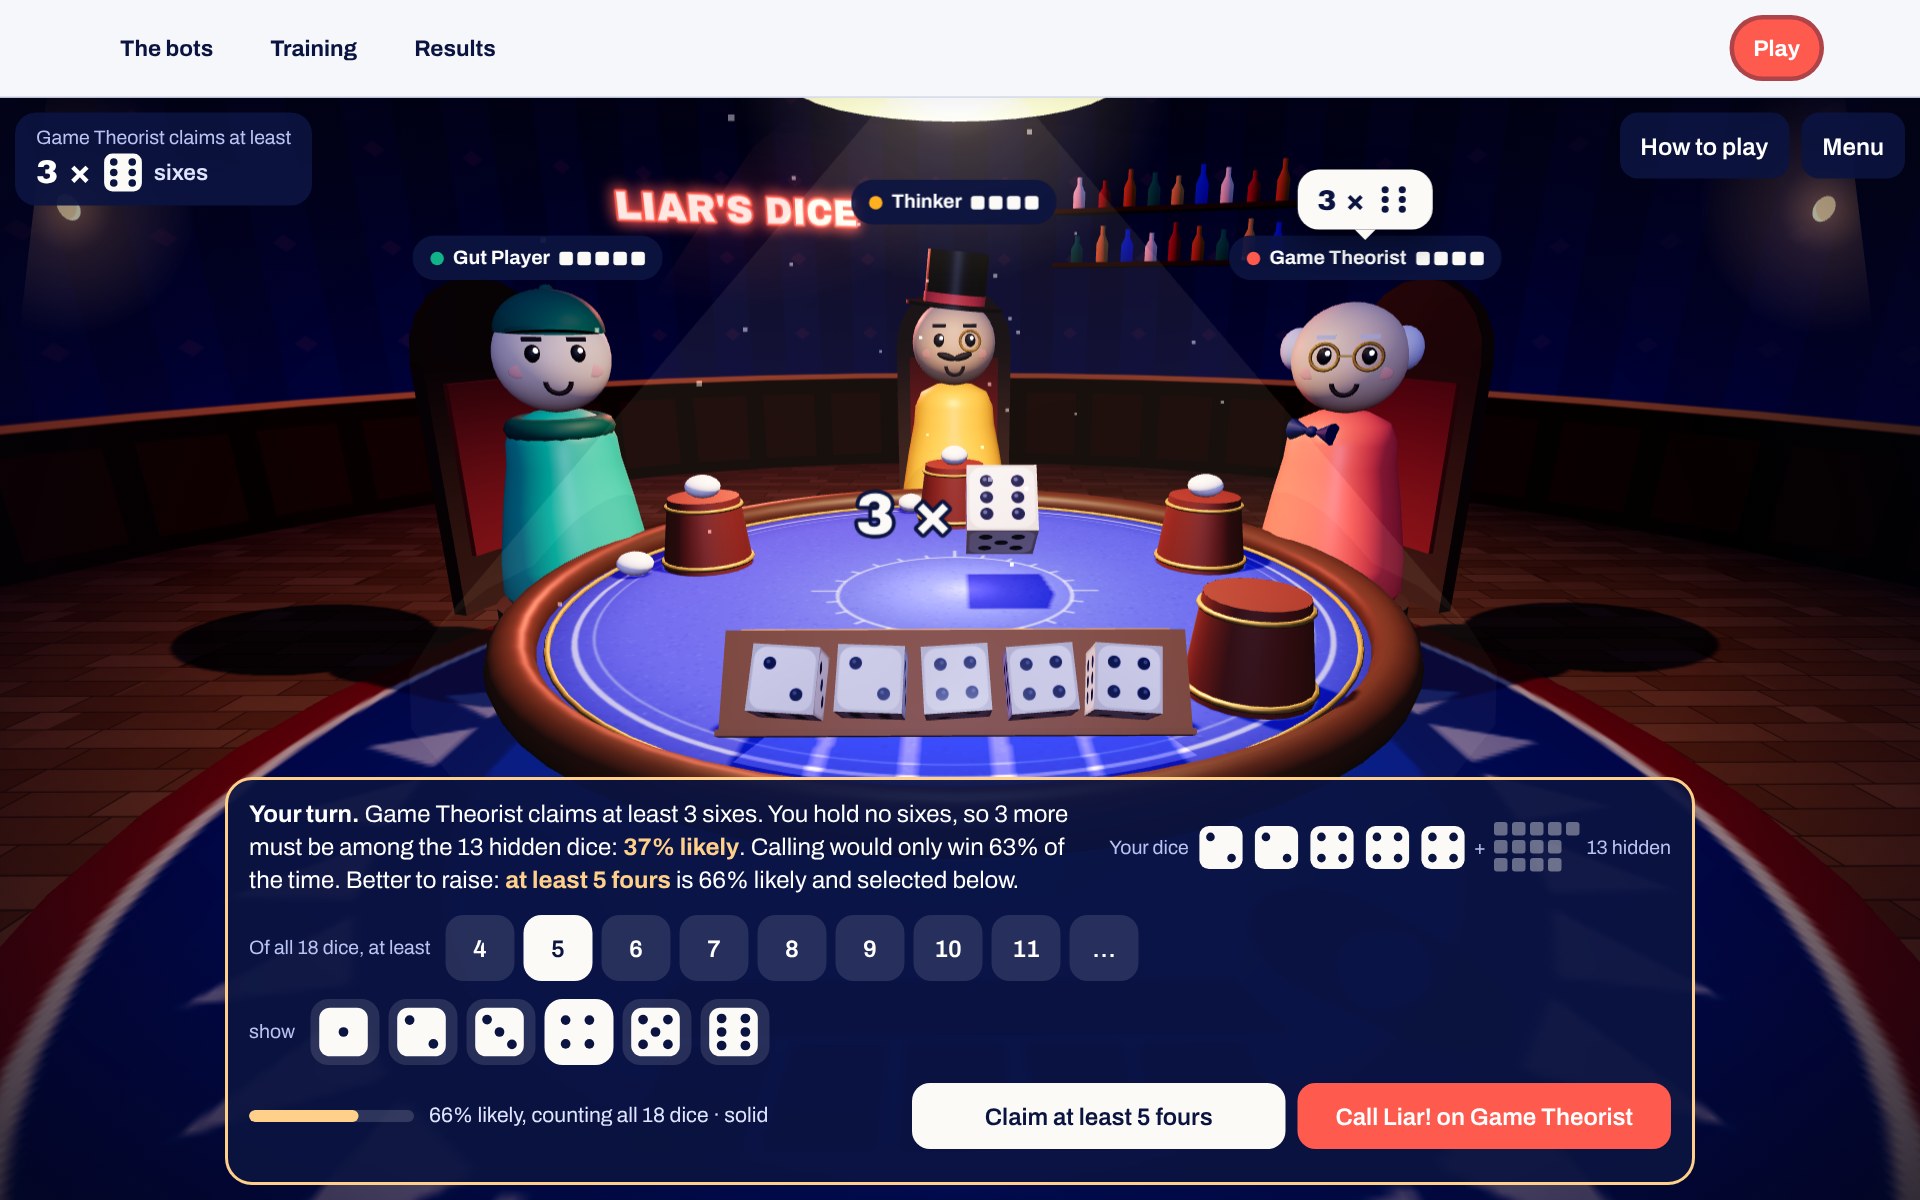 The bots
Training
Results
Play
Game Theorist claims at least
3 × sixes
How to play
Menu
LIAR'S DICE
Thinker
3 ×
Gut Player
Game Theorist
3 ×
Your turn. Game Theorist claims at least 3 sixes. You hold no sixes, so 3 more
must be among the 13 hidden dice: 37% likely. Calling would only win 63% of
the time. Better to raise: at least 5 fours is 66% likely and selected below.
Your dice + 13 hidden
Of all 18 dice, at least 4 5 6 7 8 9 10 11 ...
show
66% likely, counting all 18 dice · solid
Claim at least 5 fours
Call Liar! on Game Theorist